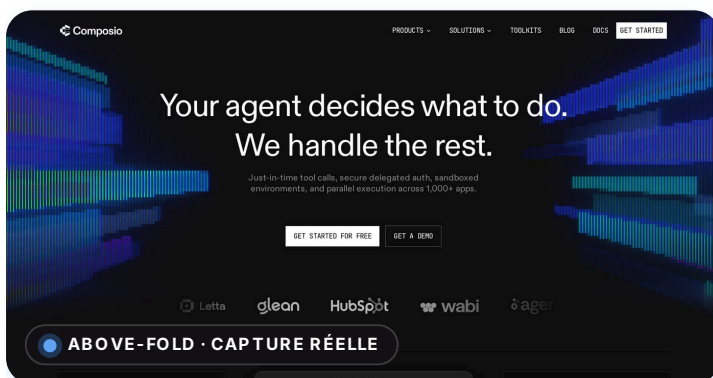 Composio
PRODUCTS SOLUTIONS TOOLKITS BLOG DOCS GET STARTED
Your agent decides what to do.
We handle the rest.
Just-in-time tool calls, secure delegated auth, sandboxed
environments, and parallel execution across 1,000+ apps.
GET STARTED FOR FREE GET A DEMO
Letta glean HubSpot wabi ager
ABOVE-FOLD · CAPTURE RÉELLE